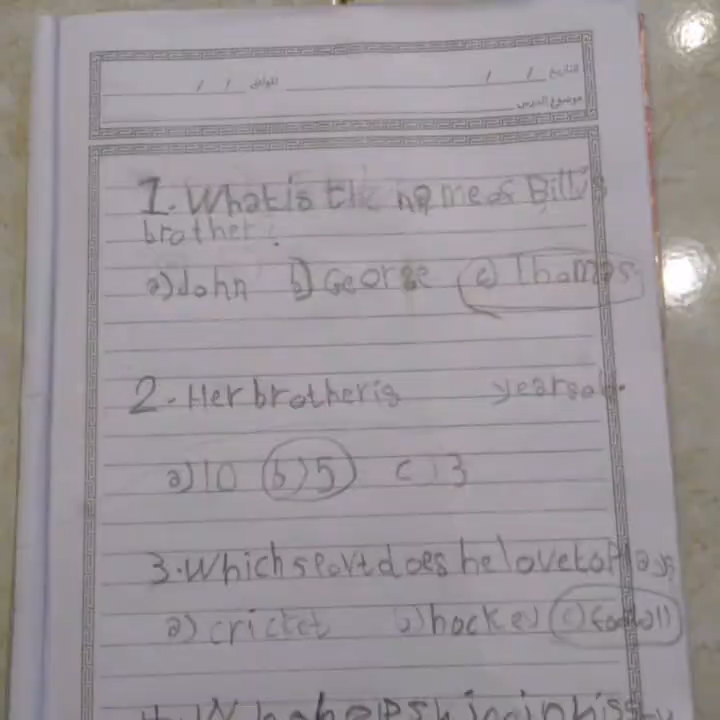 التاريخ / / الموافق / /
موضوع الدرس
1. What is the name of Bill's
brother:
a) John b) George c) Thomas
2. Her brother is years old.
a) 10 b) 5 c) 3
3. Which sport does he love to play
a) cricket b) hockey c) football
4.